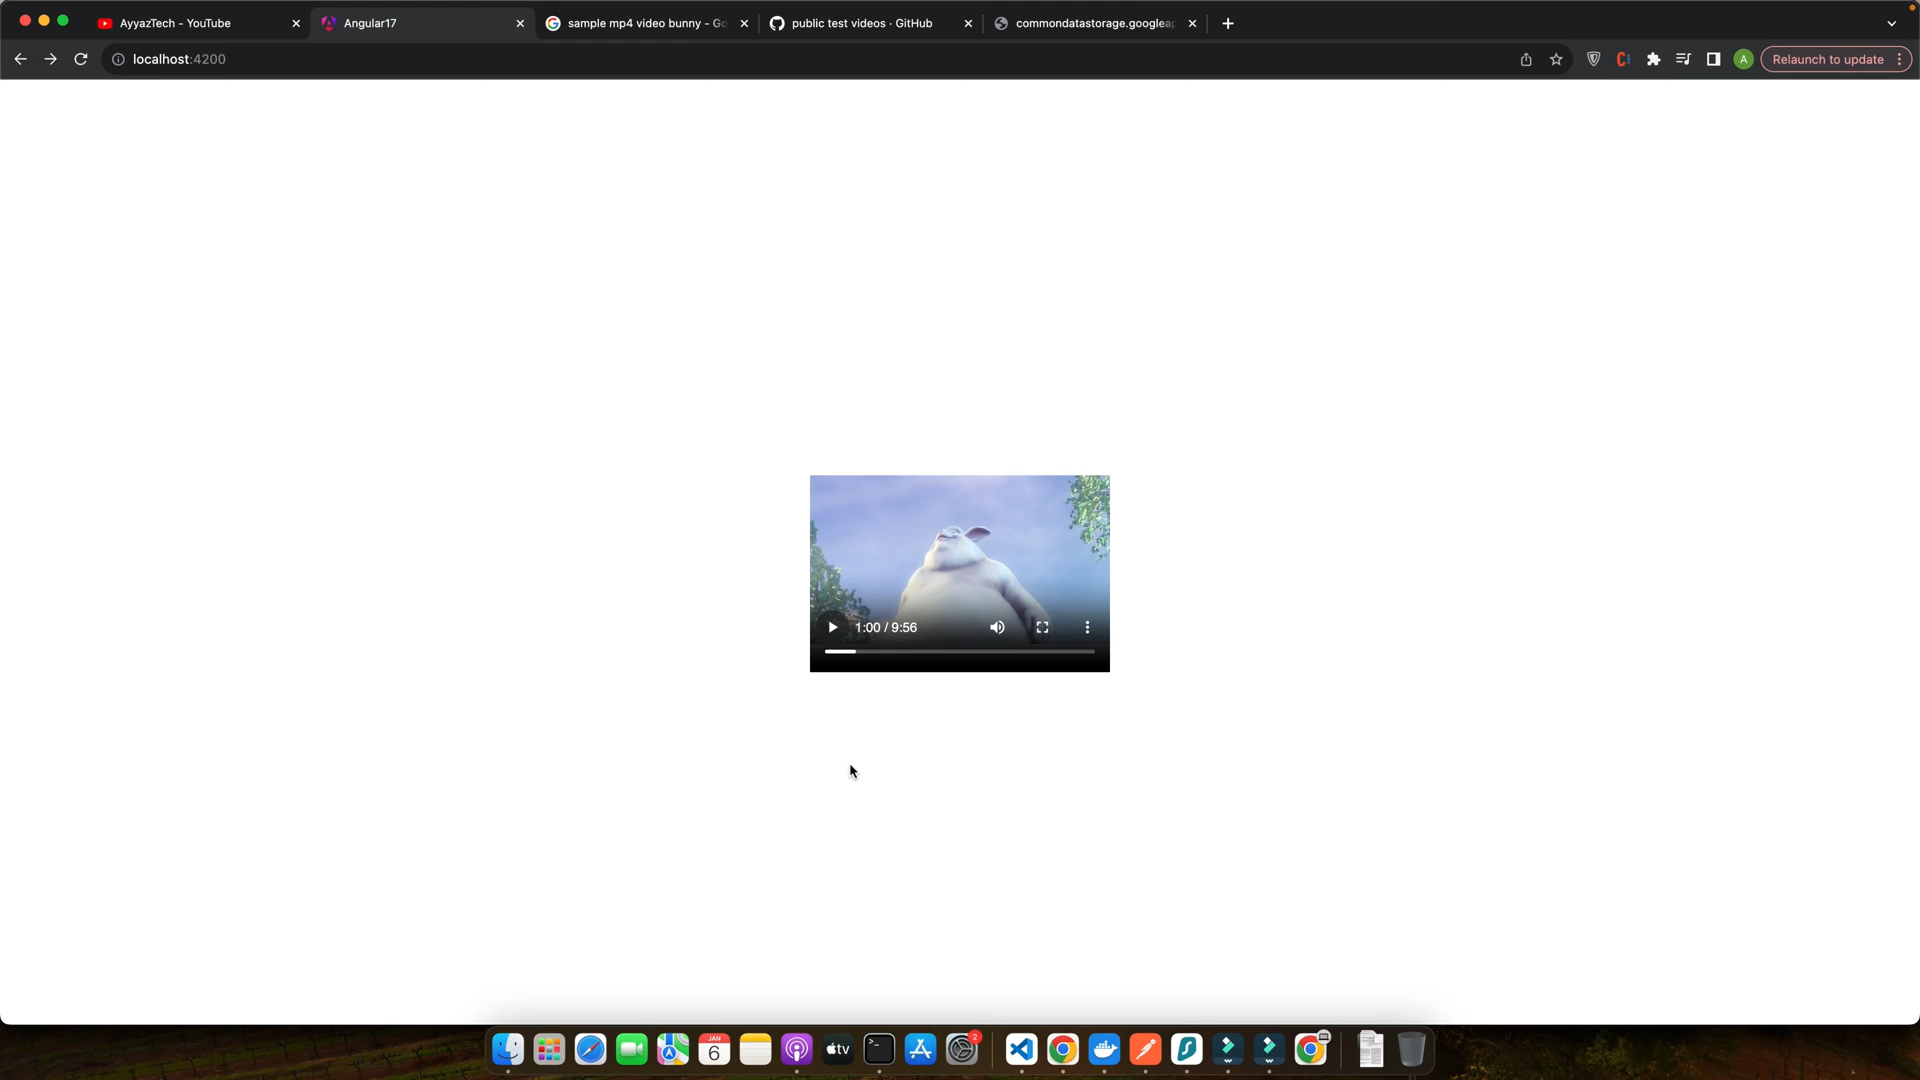 AyyazTech - YouTube
Angular17
sample mp4 video bunny - Go
public test videos · GitHub
commondatastorage.googleap
localhost:4200
A
Relaunch to update
1:00 / 9:56
JAN
6
tv
2